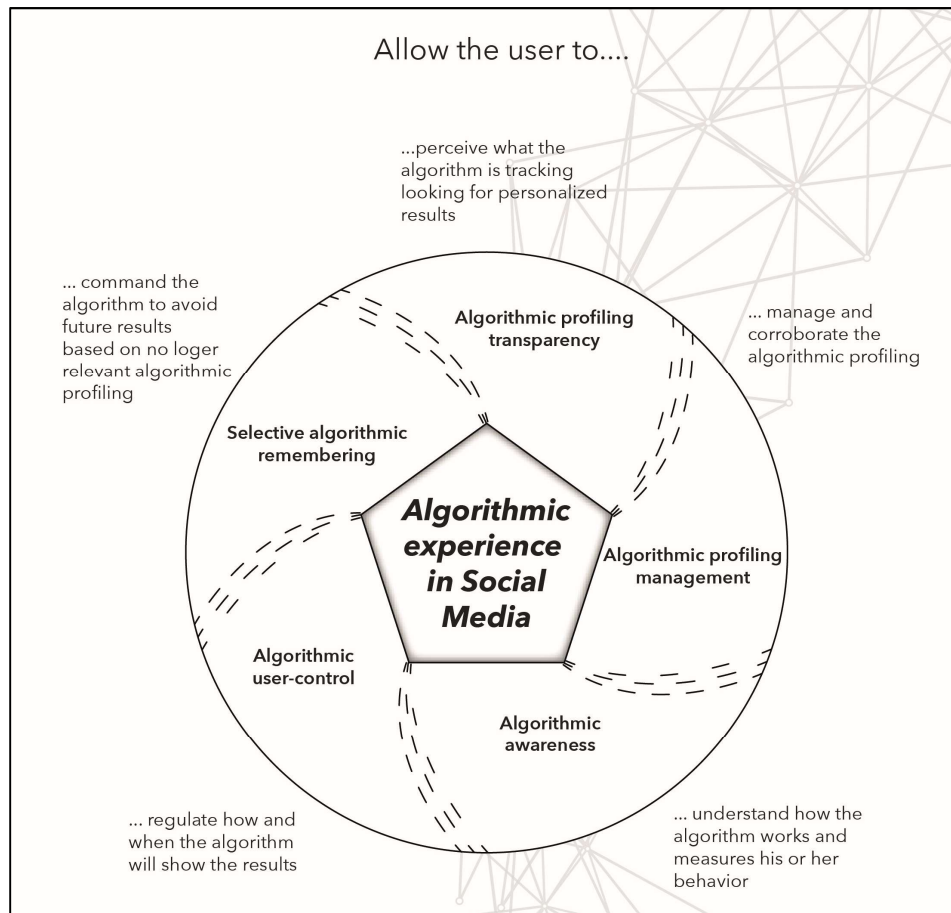 Allow the user to....
...perceive what the
algorithm is tracking
looking for personalized
results
... command the
algorithm to avoid
future results
based on no loger
relevant algorithmic
profiling
... manage and
corroborate the
algorithmic profiling
Algorithmic profiling
transparency
Selective algorithmic
remembering
Algorithmic
experience
in Social
Media
Algorithmic profiling
management
Algorithmic
user-control
Algorithmic
awareness
... regulate how and
when the algorithm
will show the results
... understand how the
algorithm works and
measures his or her
behavior